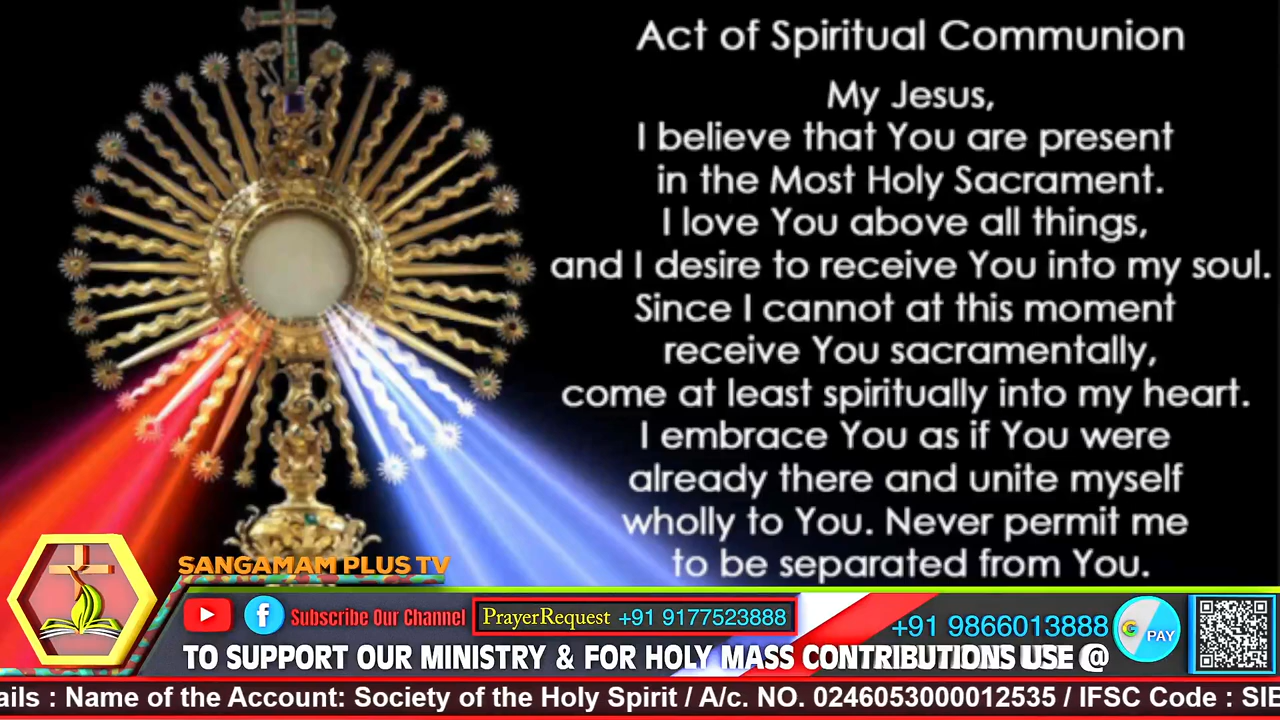 Act of Spiritual Communion
My Jesus,
I believe that You are present
in the Most Holy Sacrament.
I love You above all things,
and I desire to receive You into my soul.
Since I cannot at this moment
receive You sacramentally,
come at least spiritually into my heart.
I embrace You as if You were
already there and unite myself
wholly to You. Never permit me
to be separated from You.
SANGAMAM PLUS TV
Subscribe Our Channel
PrayerRequest +91 9177523888
+91 9866013888
G PAY
TO SUPPORT OUR MINISTRY & FOR HOLY MASS CONTRIBUTIONS USE @
ails : Name of the Account: Society of the Holy Spirit / A/c. NO. 0246053000012535 / IFSC Code : SIE